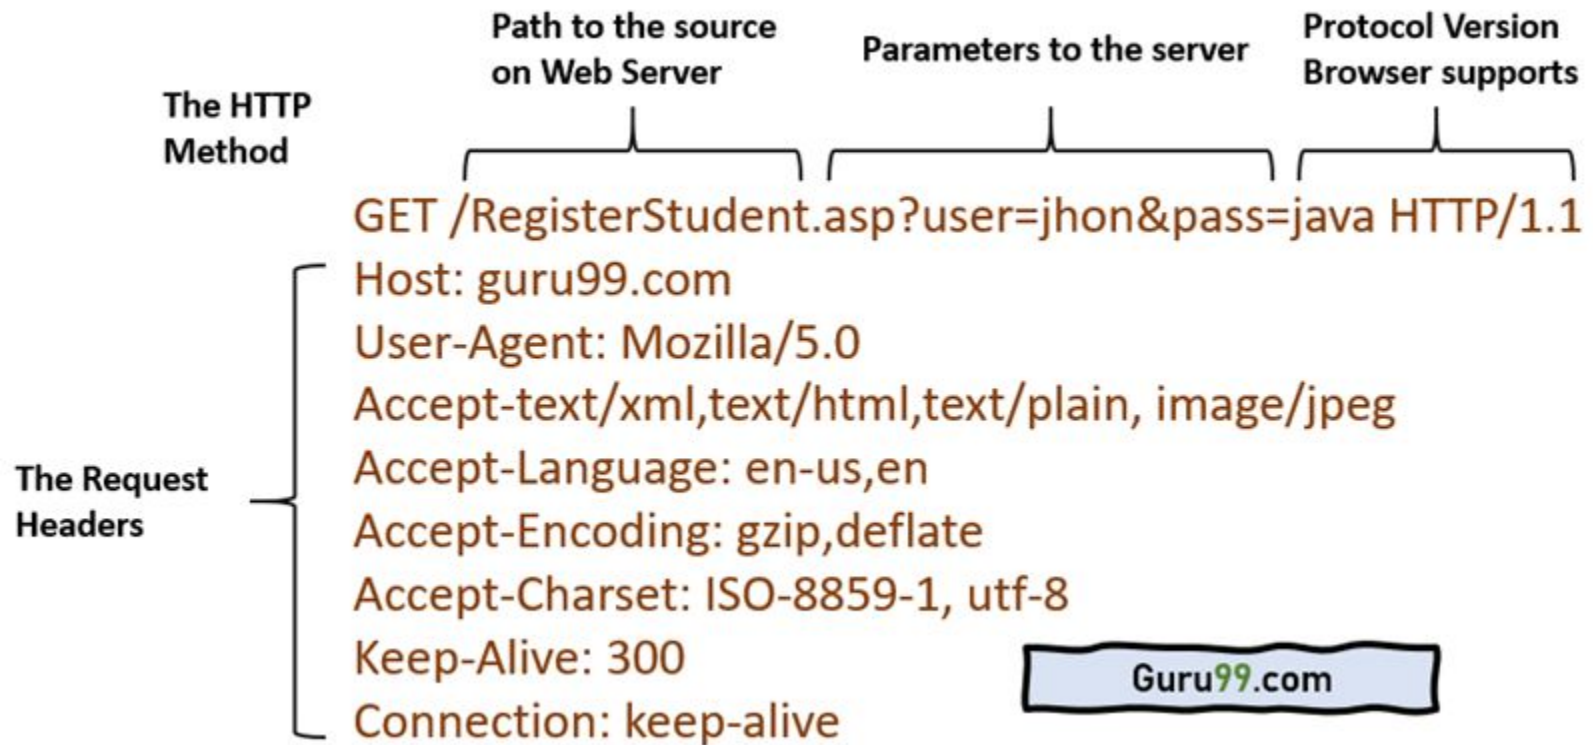 Path to the source
on Web Server
Parameters to the server
Protocol Version
Browser supports
The HTTP
Method
GET /RegisterStudent.asp?user=jhon&pass=java HTTP/1.1
Host: guru99.com
User-Agent: Mozilla/5.0
Accept-text/xml,text/html,text/plain, image/jpeg
Accept-Language: en-us,en
Accept-Encoding: gzip,deflate
Accept-Charset: ISO-8859-1, utf-8
Keep-Alive: 300
Connection: keep-alive
The Request
Headers
Guru99.com